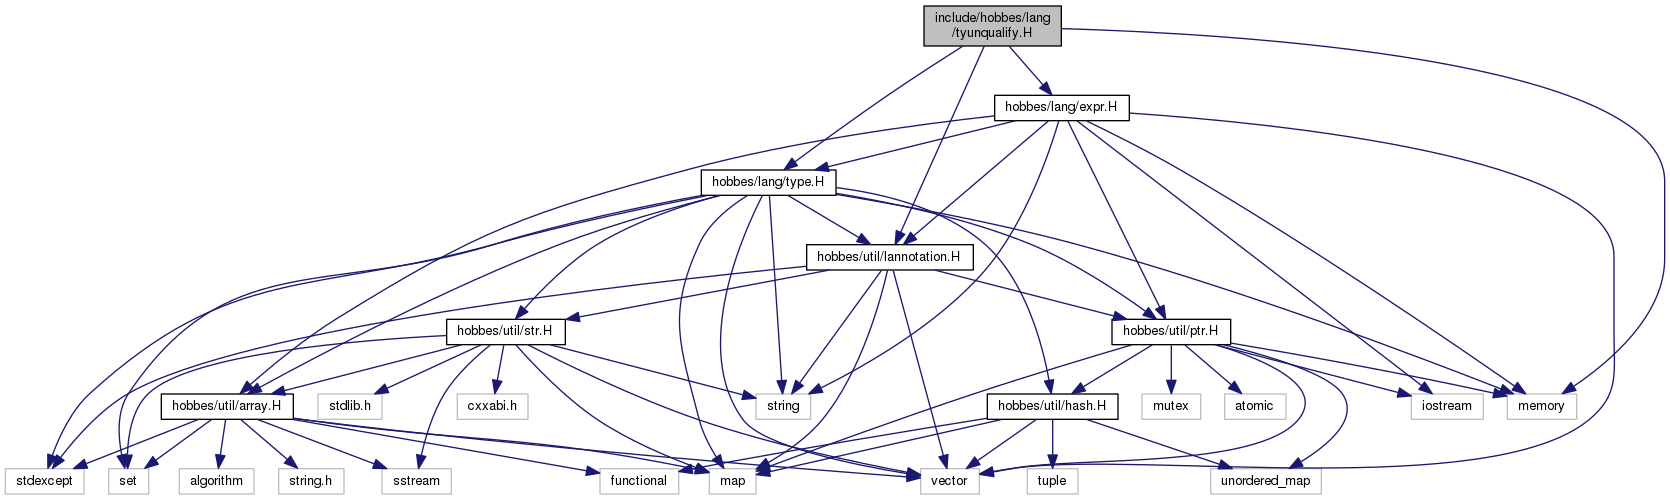 include/hobbes/lang
/tyunqualify.H
hobbes/lang/expr.H
hobbes/lang/type.H
hobbes/util/lannotation.H
hobbes/util/str.H
hobbes/util/ptr.H
hobbes/util/array.H
stdlib.h
cxxabi.h
string
hobbes/util/hash.H
mutex
atomic
iostream
memory
stdexcept
set
algorithm
string.h
sstream
functional
map
vector
tuple
unordered_map